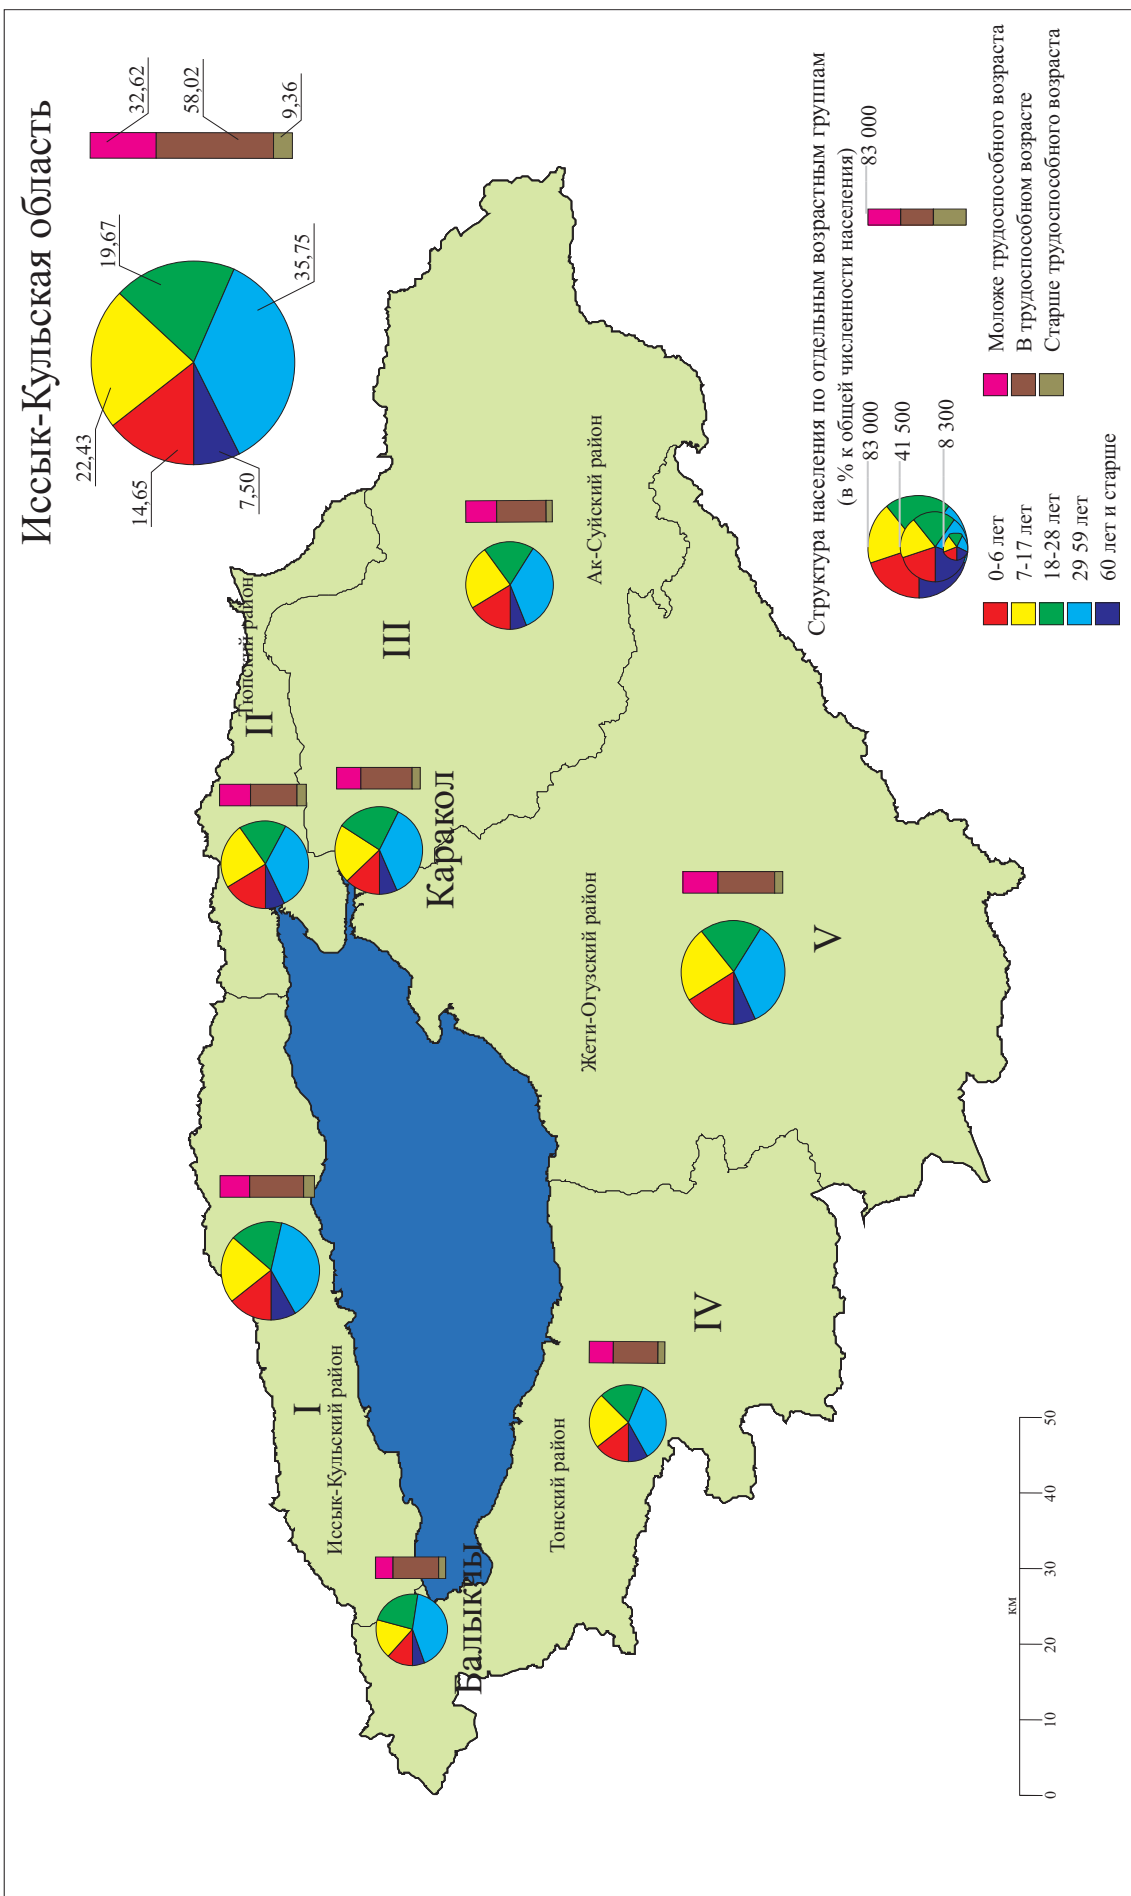 Иссык-Кульская область
22,43
19,67
14,65
7,50
35,75
32,62
58,02
9,36
Тюпский район
II
III
Ак-Суйский район
Каракол
I
Иссык-Кульский район
Балыкчы
Тонский район
IV
Жети-Огузский район
V
Структура населения по отдельным возрастным группам
(в % к общей численности населения)
83 000
41 500
8 300
83 000
0-6 лет
7-17 лет
18-28 лет
29 59 лет
60 лет и старше
Моложе трудоспособного возраста
В трудоспособном возрасте
Старше трудоспособного возраста
км
0 10 20 30 40 50